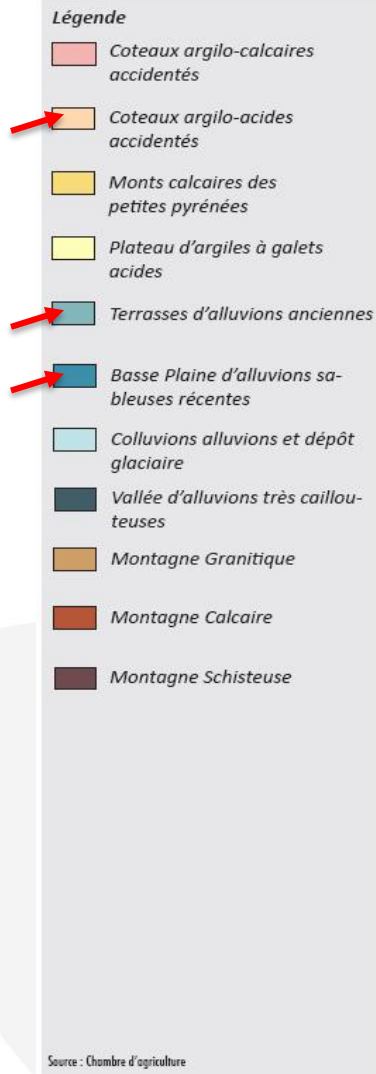 Légende
Coteaux argilo-calcaires
accidentés
Coteaux argilo-acides
accidentés
Monts calcaires des
petites pyrénées
Plateau d'argiles à galets
acides
Terrasses d'alluvions anciennes
Basse Plaine d'alluvions sa-
bleuses récentes
Colluvions alluvions et dépôt
glaciaire
Vallée d'alluvions très caillou-
teuses
Montagne Granitique
Montagne Calcaire
Montagne Schisteuse
Source : Chambre d'agriculture